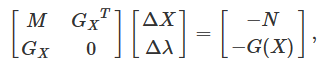 [ M G_X^T ; G_X 0 ] [ ΔX ; Δλ ] = [ −N ; −G(X) ] ,